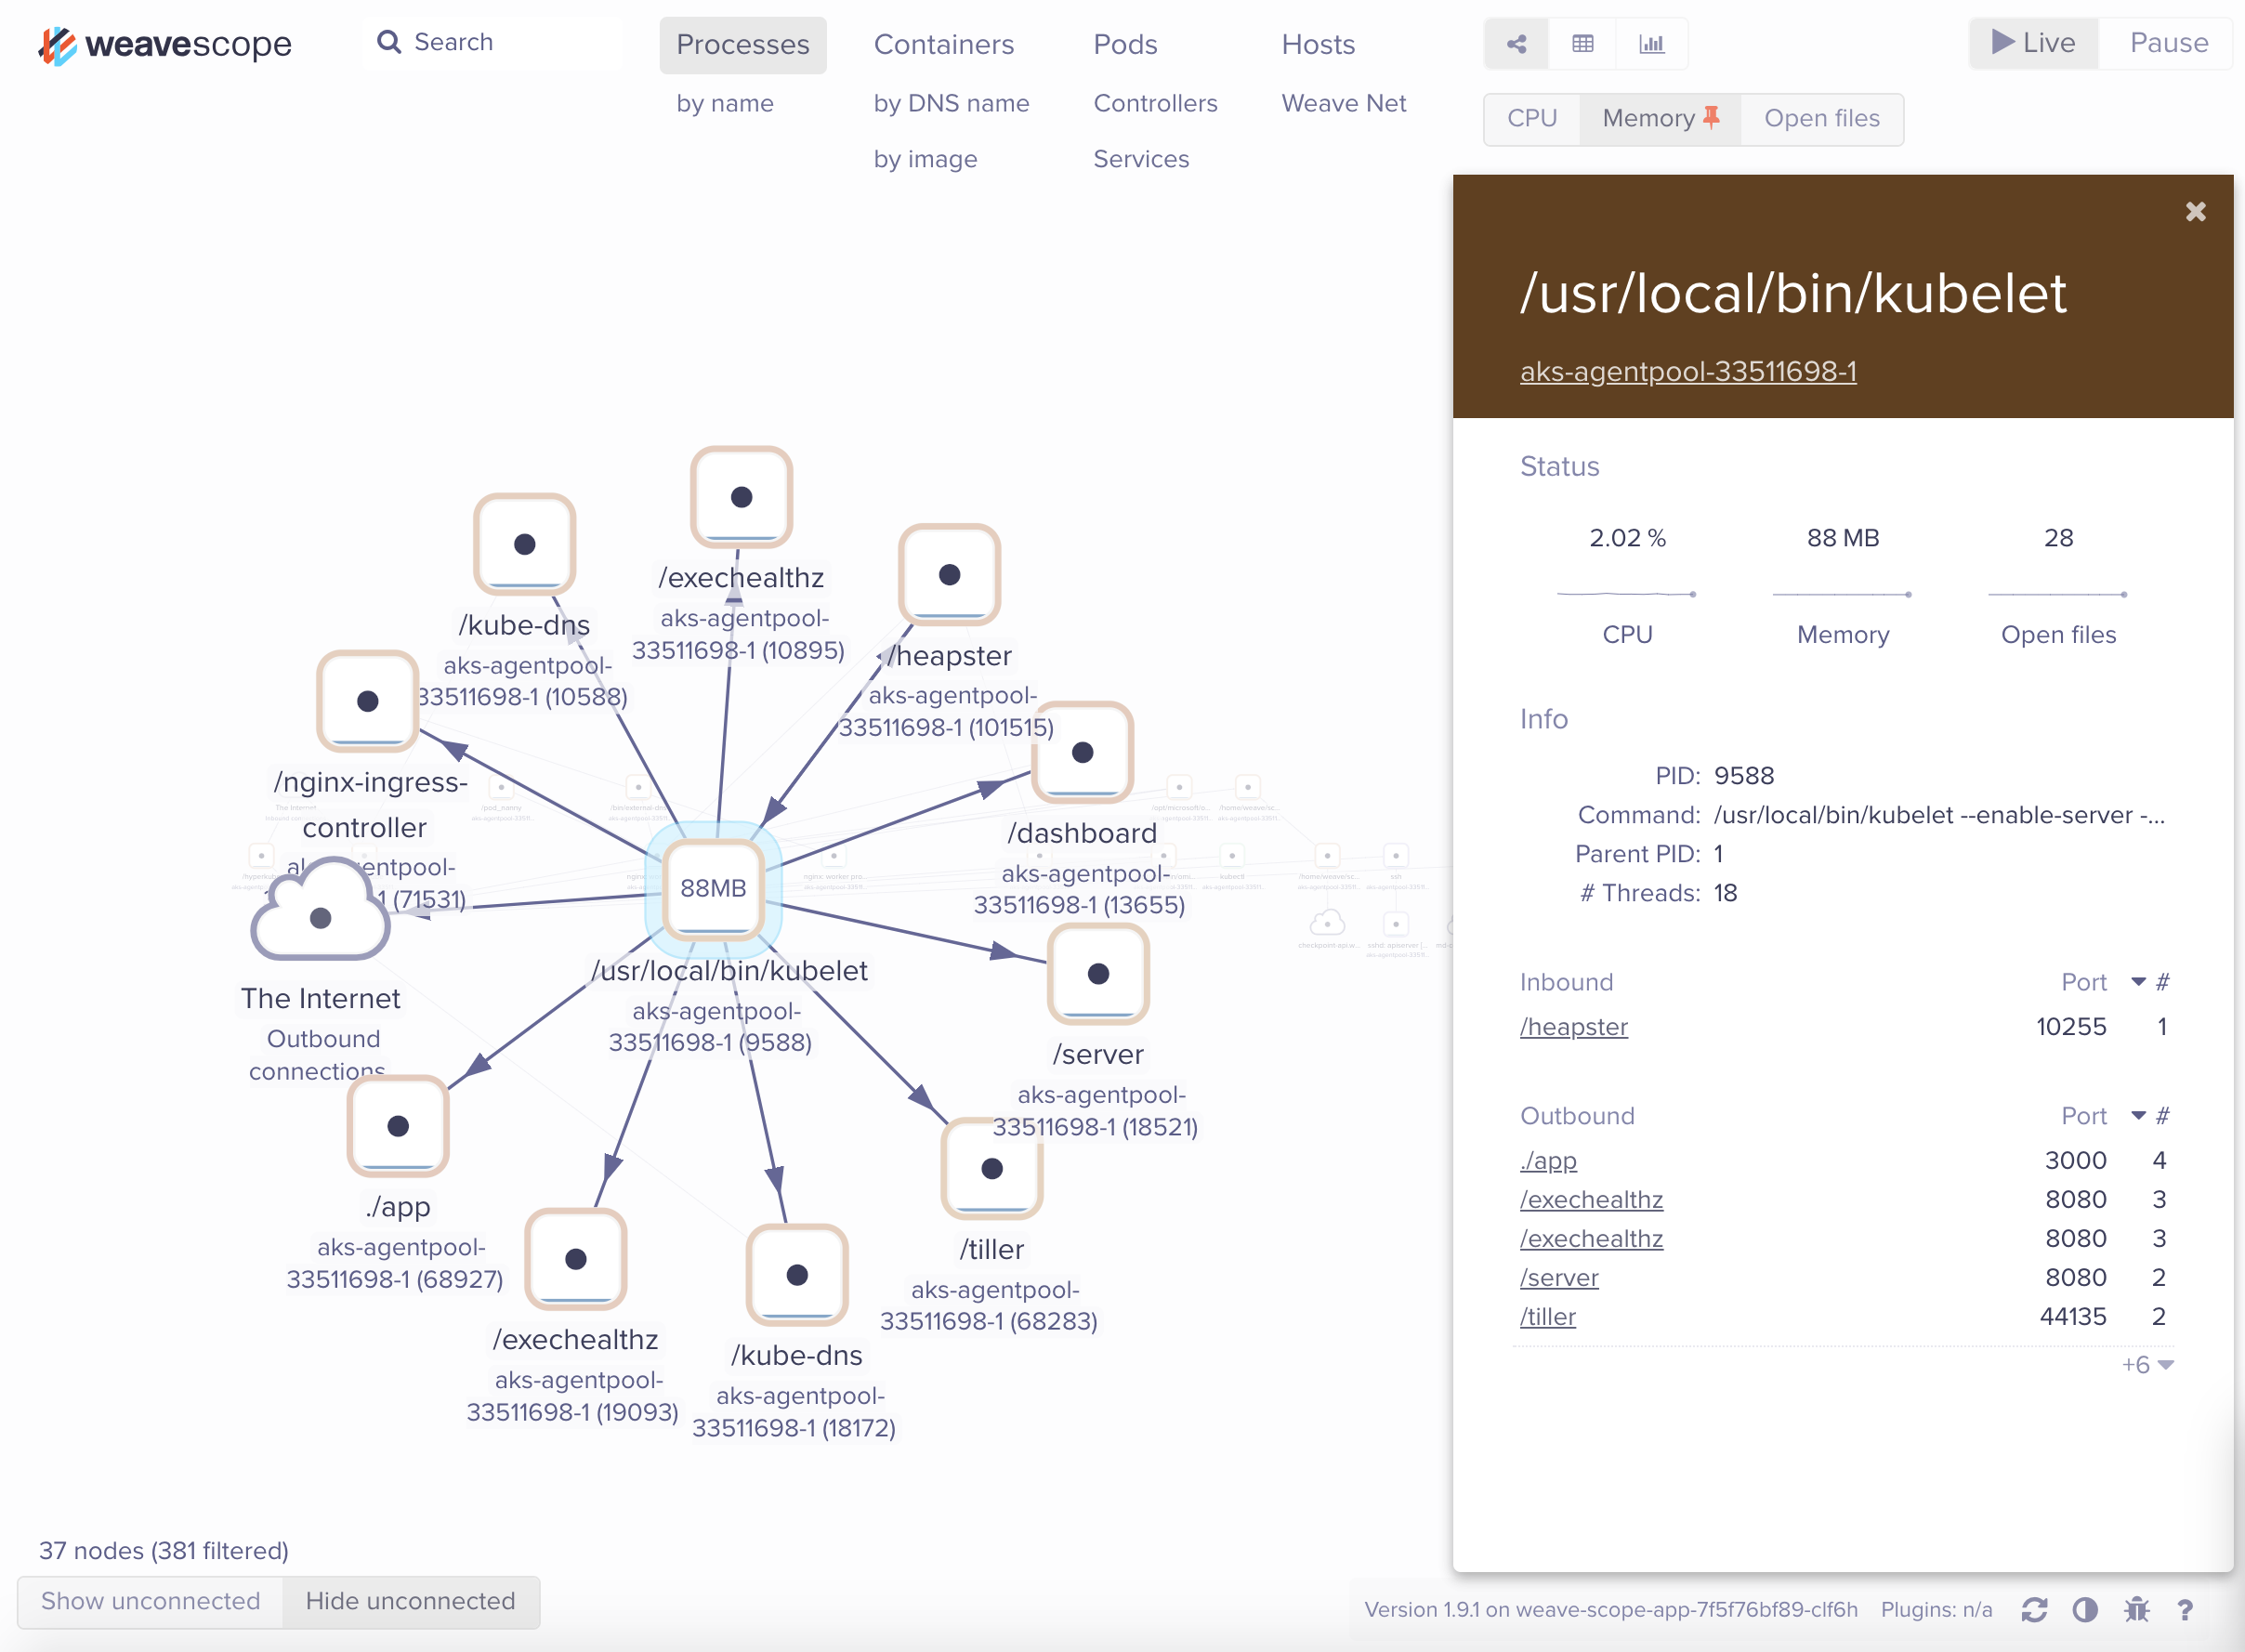 weavescope
Search
Processes
Containers
Pods
Hosts
Live
Pause
by name
by DNS name
Controllers
Weave Net
CPU
Memory
Open files
by image
Services
/usr/local/bin/kubelet
aks-agentpool-33511698-1
Status
2.02 %
88 MB
28
CPU
Memory
Open files
Info
PID: 9588
Command: /usr/local/bin/kubelet --enable-server -...
Parent PID: 1
# Threads: 18
Inbound Port #
/heapster 10255 1
Outbound Port #
./app 3000 4
/exechealthz 8080 3
/exechealthz 8080 3
/server 8080 2
/tiller 44135 2
+6
/exechealthz
aks-agentpool-
33511698-1 (10895)
/kube-dns
aks-agentpool-
33511698-1 (10588)
/heapster
aks-agentpool-
33511698-1 (101515)
/nginx-ingress-
controller
1 (71531)
/dashboard
aks-agentpool-
33511698-1 (13655)
88MB
/usr/local/bin/kubelet
aks-agentpool-
33511698-1 (9588)
The Internet
Outbound
connections
/server
aks-agentpool-
33511698-1 (18521)
./app
aks-agentpool-
33511698-1 (68927)
/tiller
aks-agentpool-
33511698-1 (68283)
/exechealthz
aks-agentpool-
33511698-1 (19093)
/kube-dns
aks-agentpool-
33511698-1 (18172)
kubectl
ssh
37 nodes (381 filtered)
Show unconnected
Hide unconnected
Version 1.9.1 on weave-scope-app-7f5f76bf89-clf6h
Plugins: n/a
?